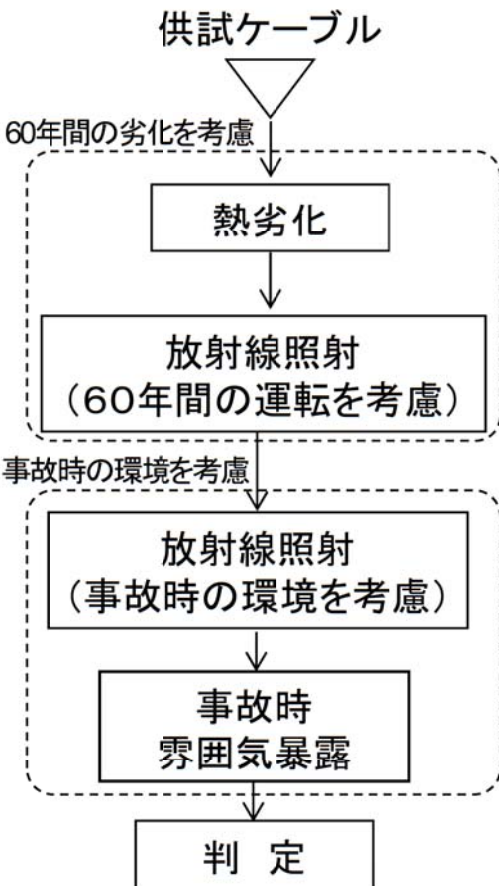 供試ケーブル
60年間の劣化を考慮
熱劣化
放射線照射
（60年間の運転を考慮）
事故時の環境を考慮
放射線照射
（事故時の環境を考慮）
事故時
雰囲気暴露
判 定